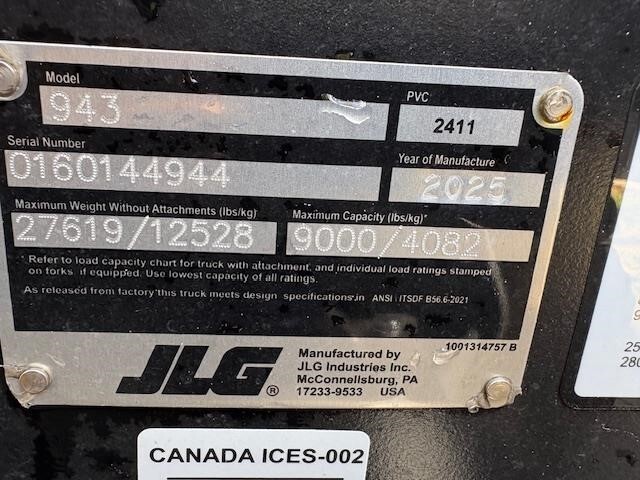 Model
943
PVC
2411
Serial Number
0160144944
Year of Manufacture
2025
Maximum Weight Without Attachments (lbs/kg)
27619/12528
Maximum Capacity (lbs/kg)*
9000/4082
*Refer to load capacity chart for truck with attachment, and individual load ratings stamped
on forks if equipped. Use lowest capacity of all ratings.
As released from factory this truck meets design specifications in ANSI / ITSDF B56.6-2021
JLG®
Manufactured by
JLG Industries Inc.
McConnellsburg, PA
17233-9533 USA
1001314757 B
CANADA ICES-002